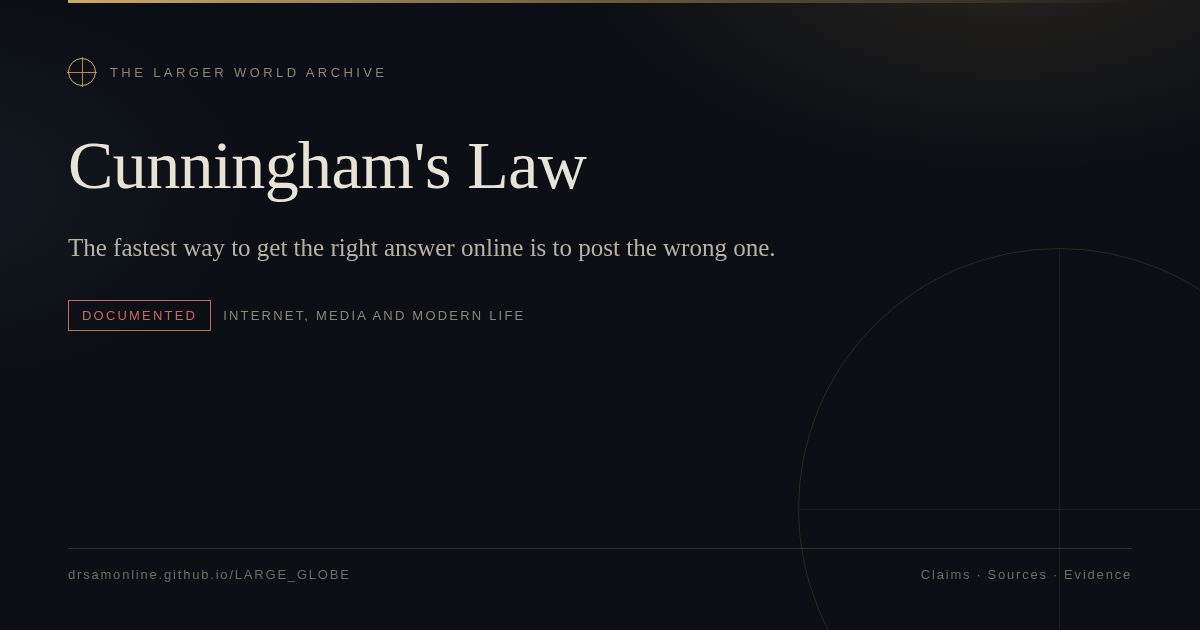 THE LARGER WORLD ARCHIVE
Cunningham's Law
The fastest way to get the right answer online is to post the wrong one.
DOCUMENTED INTERNET, MEDIA AND MODERN LIFE
drsamonline.github.io/LARGE_GLOBE Claims · Sources · Evidence